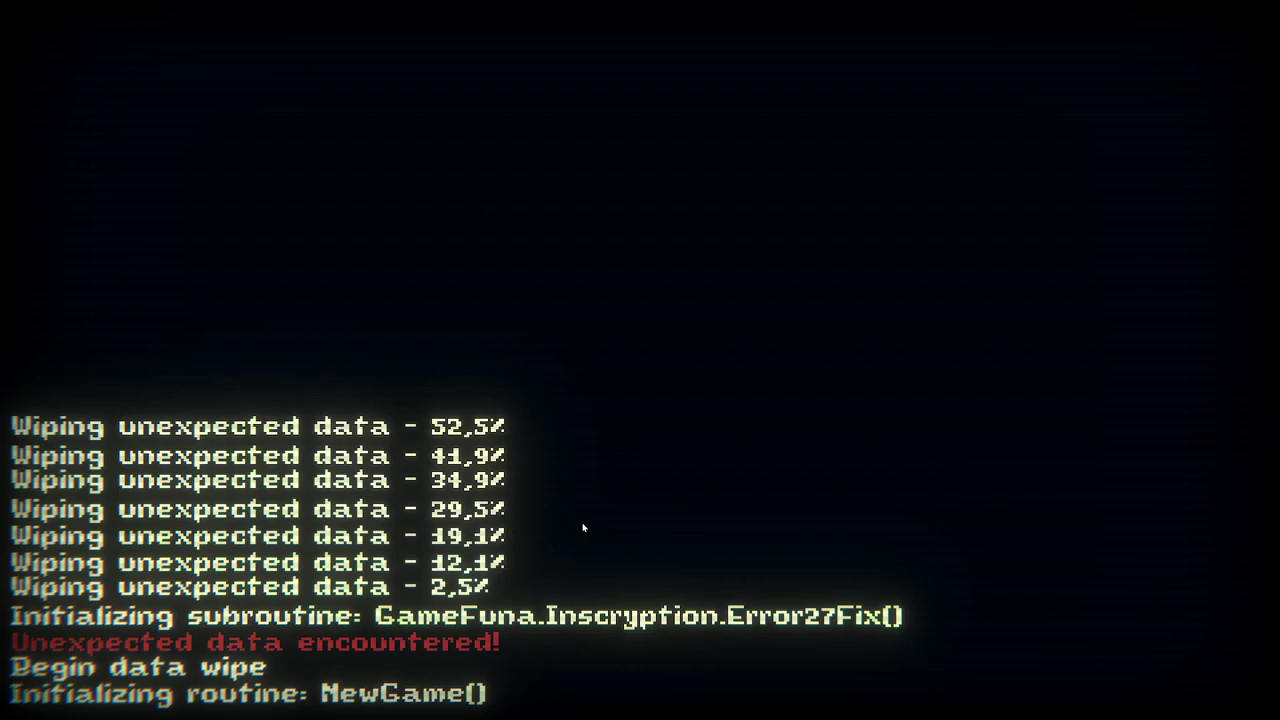 Wiping unexpected data - 52,5%
Wiping unexpected data - 41,9%
Wiping unexpected data - 34,9%
Wiping unexpected data - 29,5%
Wiping unexpected data - 19,1%
Wiping unexpected data - 12,1%
Wiping unexpected data - 2,5%
Initializing subroutine: GameFuna.Inscryption.Error27Fix()
Unexpected data encountered!
Begin data wipe
Initializing routine: NewGame()